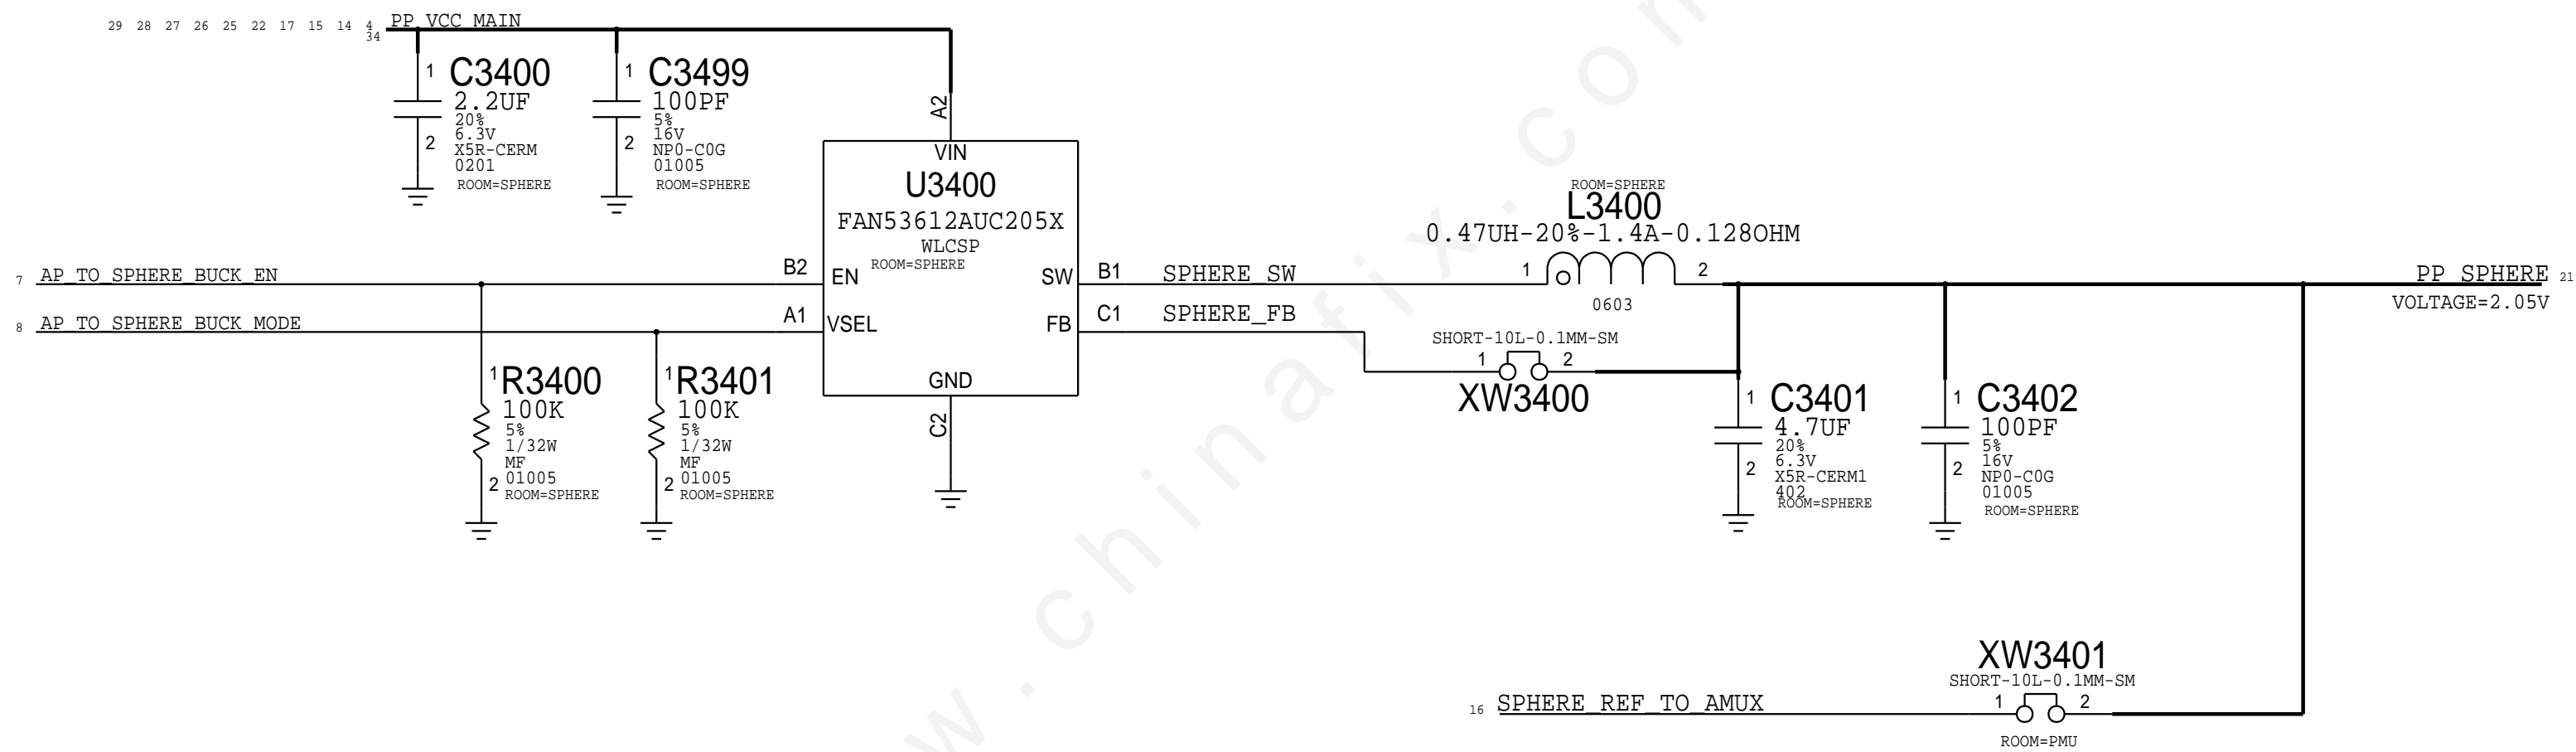 29 28 27 26 25 22 17 15 14 4
34
PP_VCC_MAIN
1
C3400
2.2UF
20%
6.3V
X5R-CERM
0201
ROOM=SPHERE
2
1
C3499
100PF
5%
16V
NP0-C0G
01005
ROOM=SPHERE
2
A2
VIN
U3400
FAN53612AUC205X
WLCSP
ROOM=SPHERE
7 AP_TO_SPHERE_BUCK_EN
B2
EN
8 AP_TO_SPHERE_BUCK_MODE
A1
VSEL
SW
B1
SPHERE_SW
FB
C1
SPHERE_FB
GND
C2
1
R3400
100K
5%
1/32W
MF
01005
2
ROOM=SPHERE
1
R3401
100K
5%
1/32W
MF
01005
2
ROOM=SPHERE
ROOM=SPHERE
L3400
0.47UH-20%-1.4A-0.128OHM
1
2
0603
PP_SPHERE 21
VOLTAGE=2.05V
SHORT-10L-0.1MM-SM
1
2
XW3400
1
C3401
4.7UF
20%
6.3V
X5R-CERM1
402
ROOM=SPHERE
2
1
C3402
100PF
5%
16V
NP0-C0G
01005
ROOM=SPHERE
2
XW3401
SHORT-10L-0.1MM-SM
16 SPHERE_REF_TO_AMUX
1
2
ROOM=PMU
w.chinafix.com